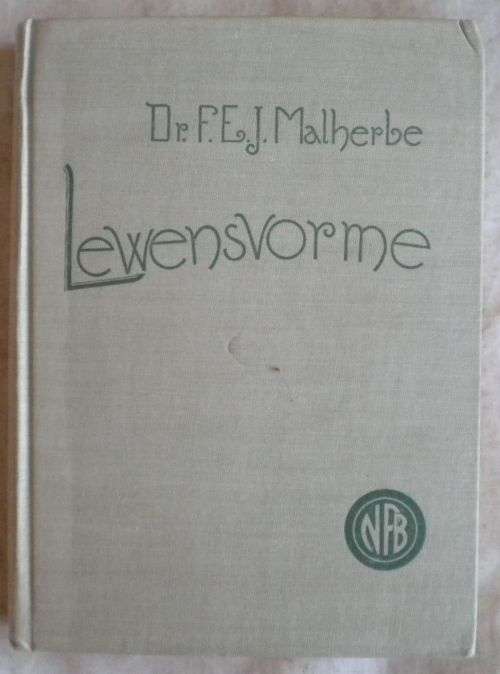 Dr. F. E. J. Malherbe
Lewensvorme
NPB